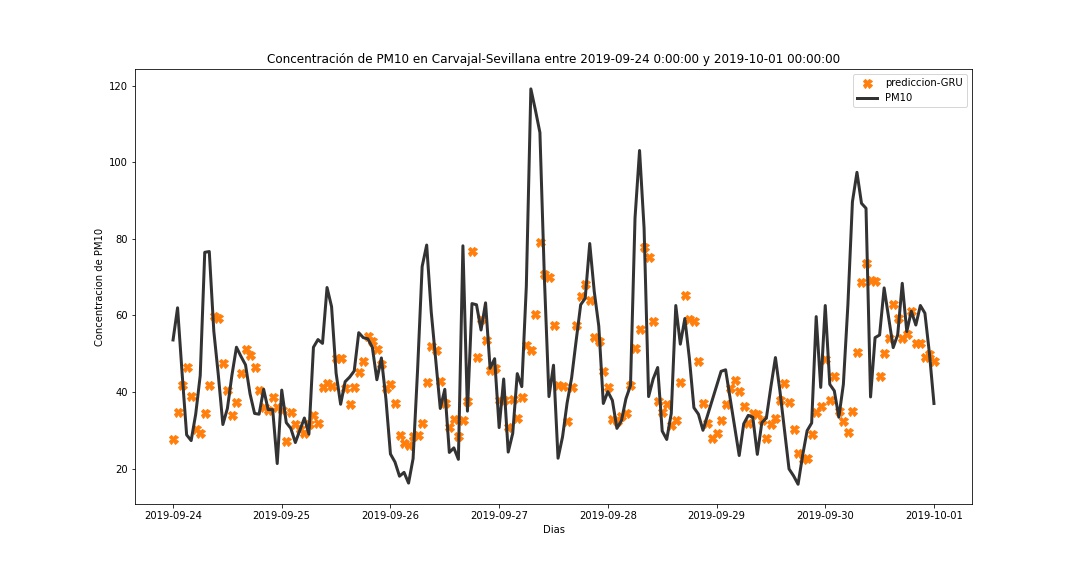 Concentración de PM10 en Carvajal-Sevillana entre 2019-09-24 0:00:00 y 2019-10-01 00:00:00
prediccion-GRU
PM10
120
100
80
60
40
20
Concentracion de PM10
2019-09-24
2019-09-25
2019-09-26
2019-09-27
2019-09-28
2019-09-29
2019-09-30
2019-10-01
Dias